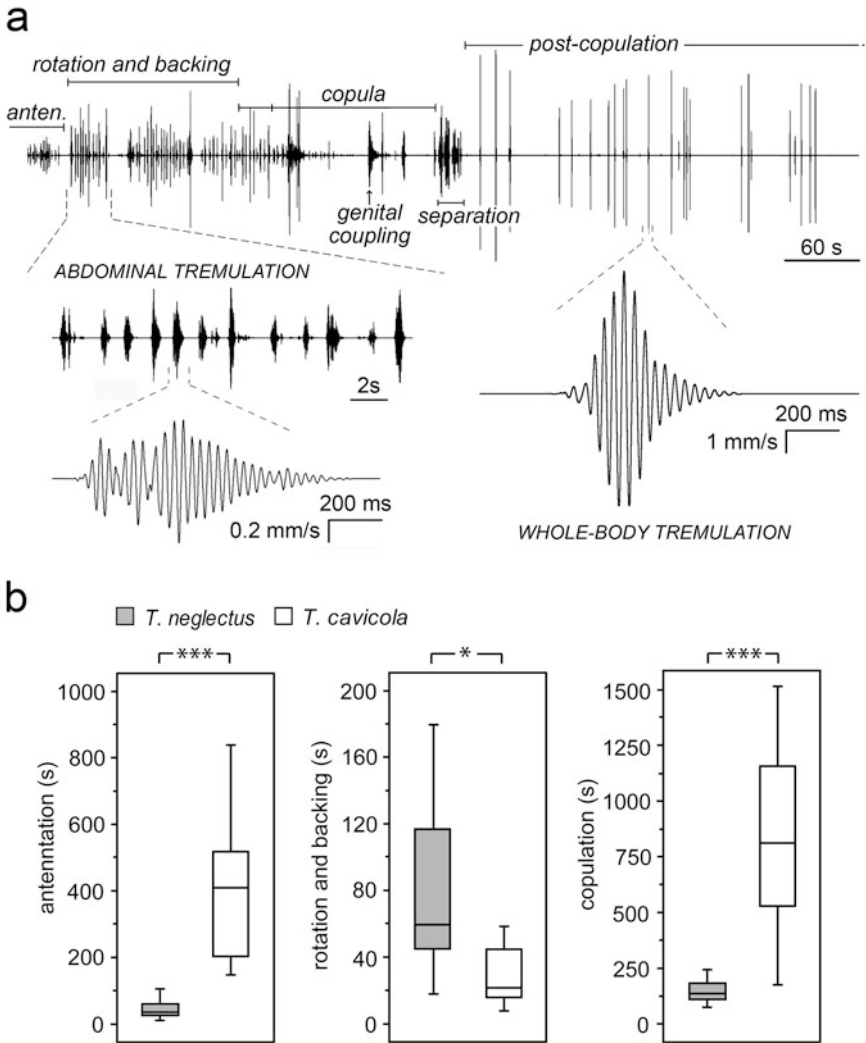 a
post-copulation
rotation and backing
anten.
copula
genital
coupling
separation
60 s
ABDOMINAL TREMULATION
2s
200 ms
1 mm/s
200 ms
0.2 mm/s
WHOLE-BODY TREMULATION
b
T. neglectus
T. cavicola
***
antenntation (s)
1000
800
600
400
200
0
*
rotation and backing (s)
200
160
120
80
40
0
***
copulation (s)
1500
1250
1000
750
500
150
0